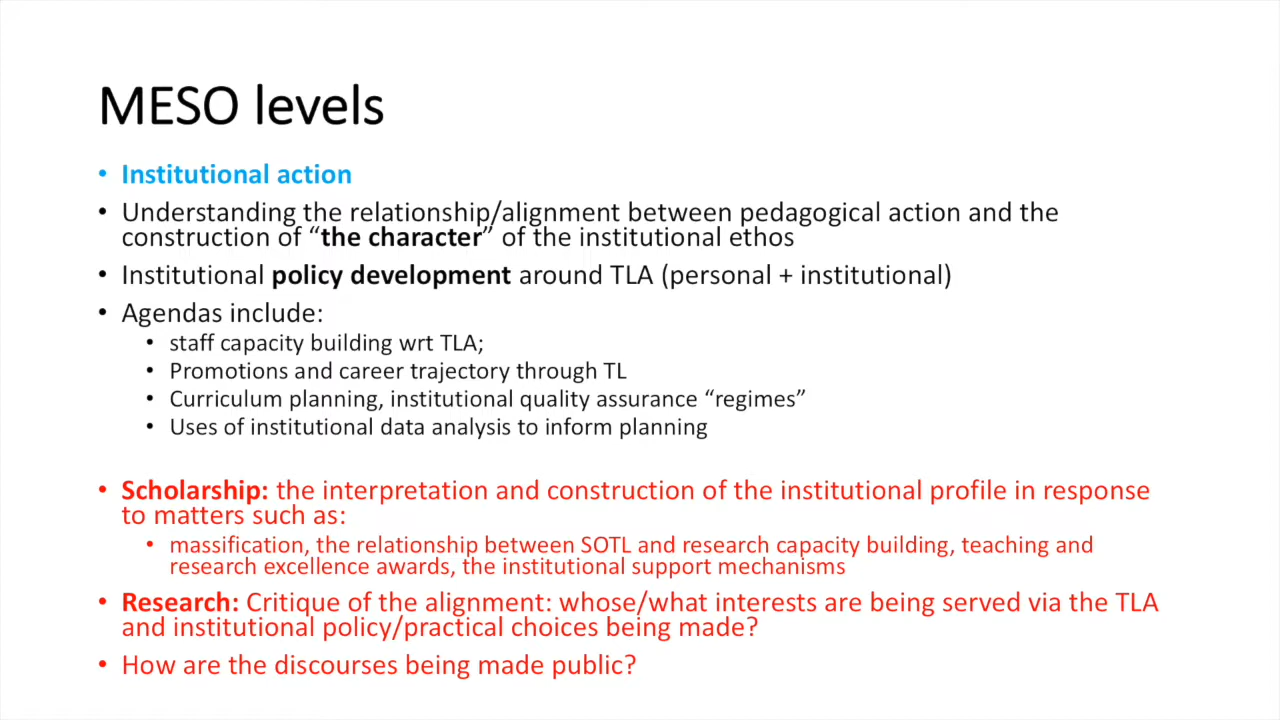 MESO levels
• Institutional action
• Understanding the relationship/alignment between pedagogical action and the
construction of “the character” of the institutional ethos
• Institutional policy development around TLA (personal + institutional)
• Agendas include:
• staff capacity building wrt TLA;
• Promotions and career trajectory through TL
• Curriculum planning, institutional quality assurance “regimes”
• Uses of institutional data analysis to inform planning
• Scholarship: the interpretation and construction of the institutional profile in response
to matters such as:
• massification, the relationship between SOTL and research capacity building, teaching and
research excellence awards, the institutional support mechanisms
• Research: Critique of the alignment: whose/what interests are being served via the TLA
and institutional policy/practical choices being made?
• How are the discourses being made public?